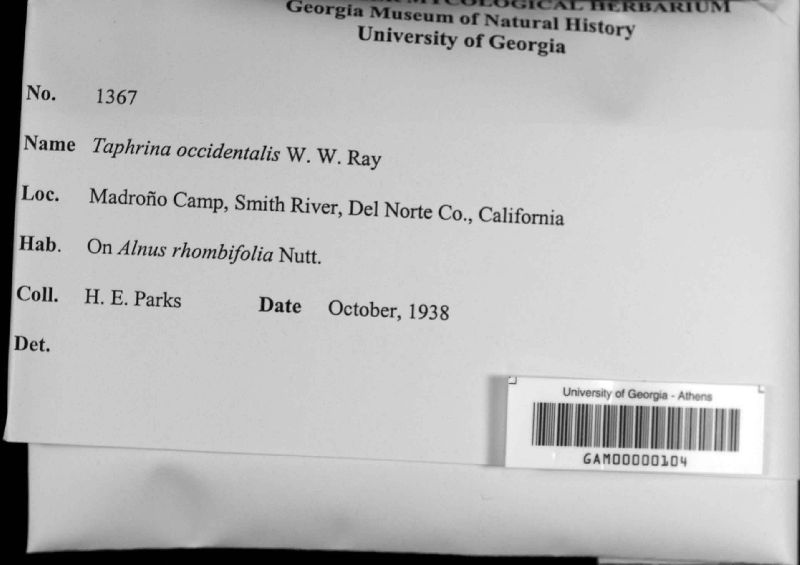 MYCOLOGICAL HERBARIUM
Georgia Museum of Natural History
University of Georgia
No. 1367
Name Taphrina occidentalis W. W. Ray
Loc. Madroño Camp, Smith River, Del Norte Co., California
Hab. On Alnus rhombifolia Nutt.
Coll. H. E. Parks Date October, 1938
Det.
University of Georgia - Athens
GAM00000104